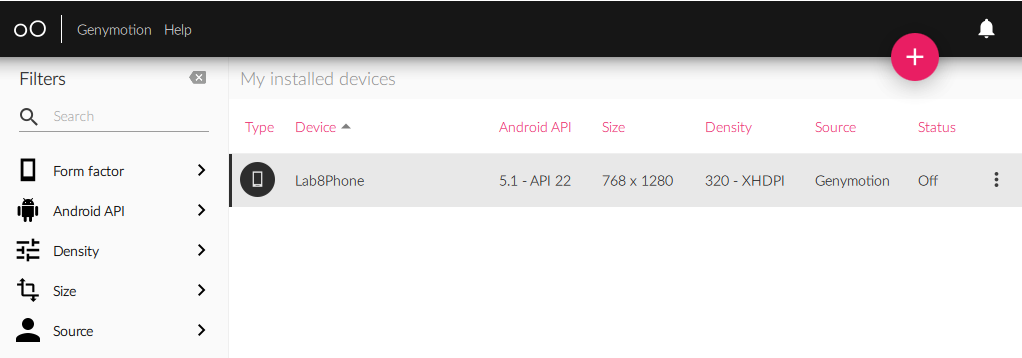 Genymotion Help
Filters
My installed devices
Search
Type Device Android API Size Density Source Status
Lab8Phone 5.1 - API 22 768 x 1280 320 - XHDPI Genymotion Off
Form factor
Android API
Density
Size
Source